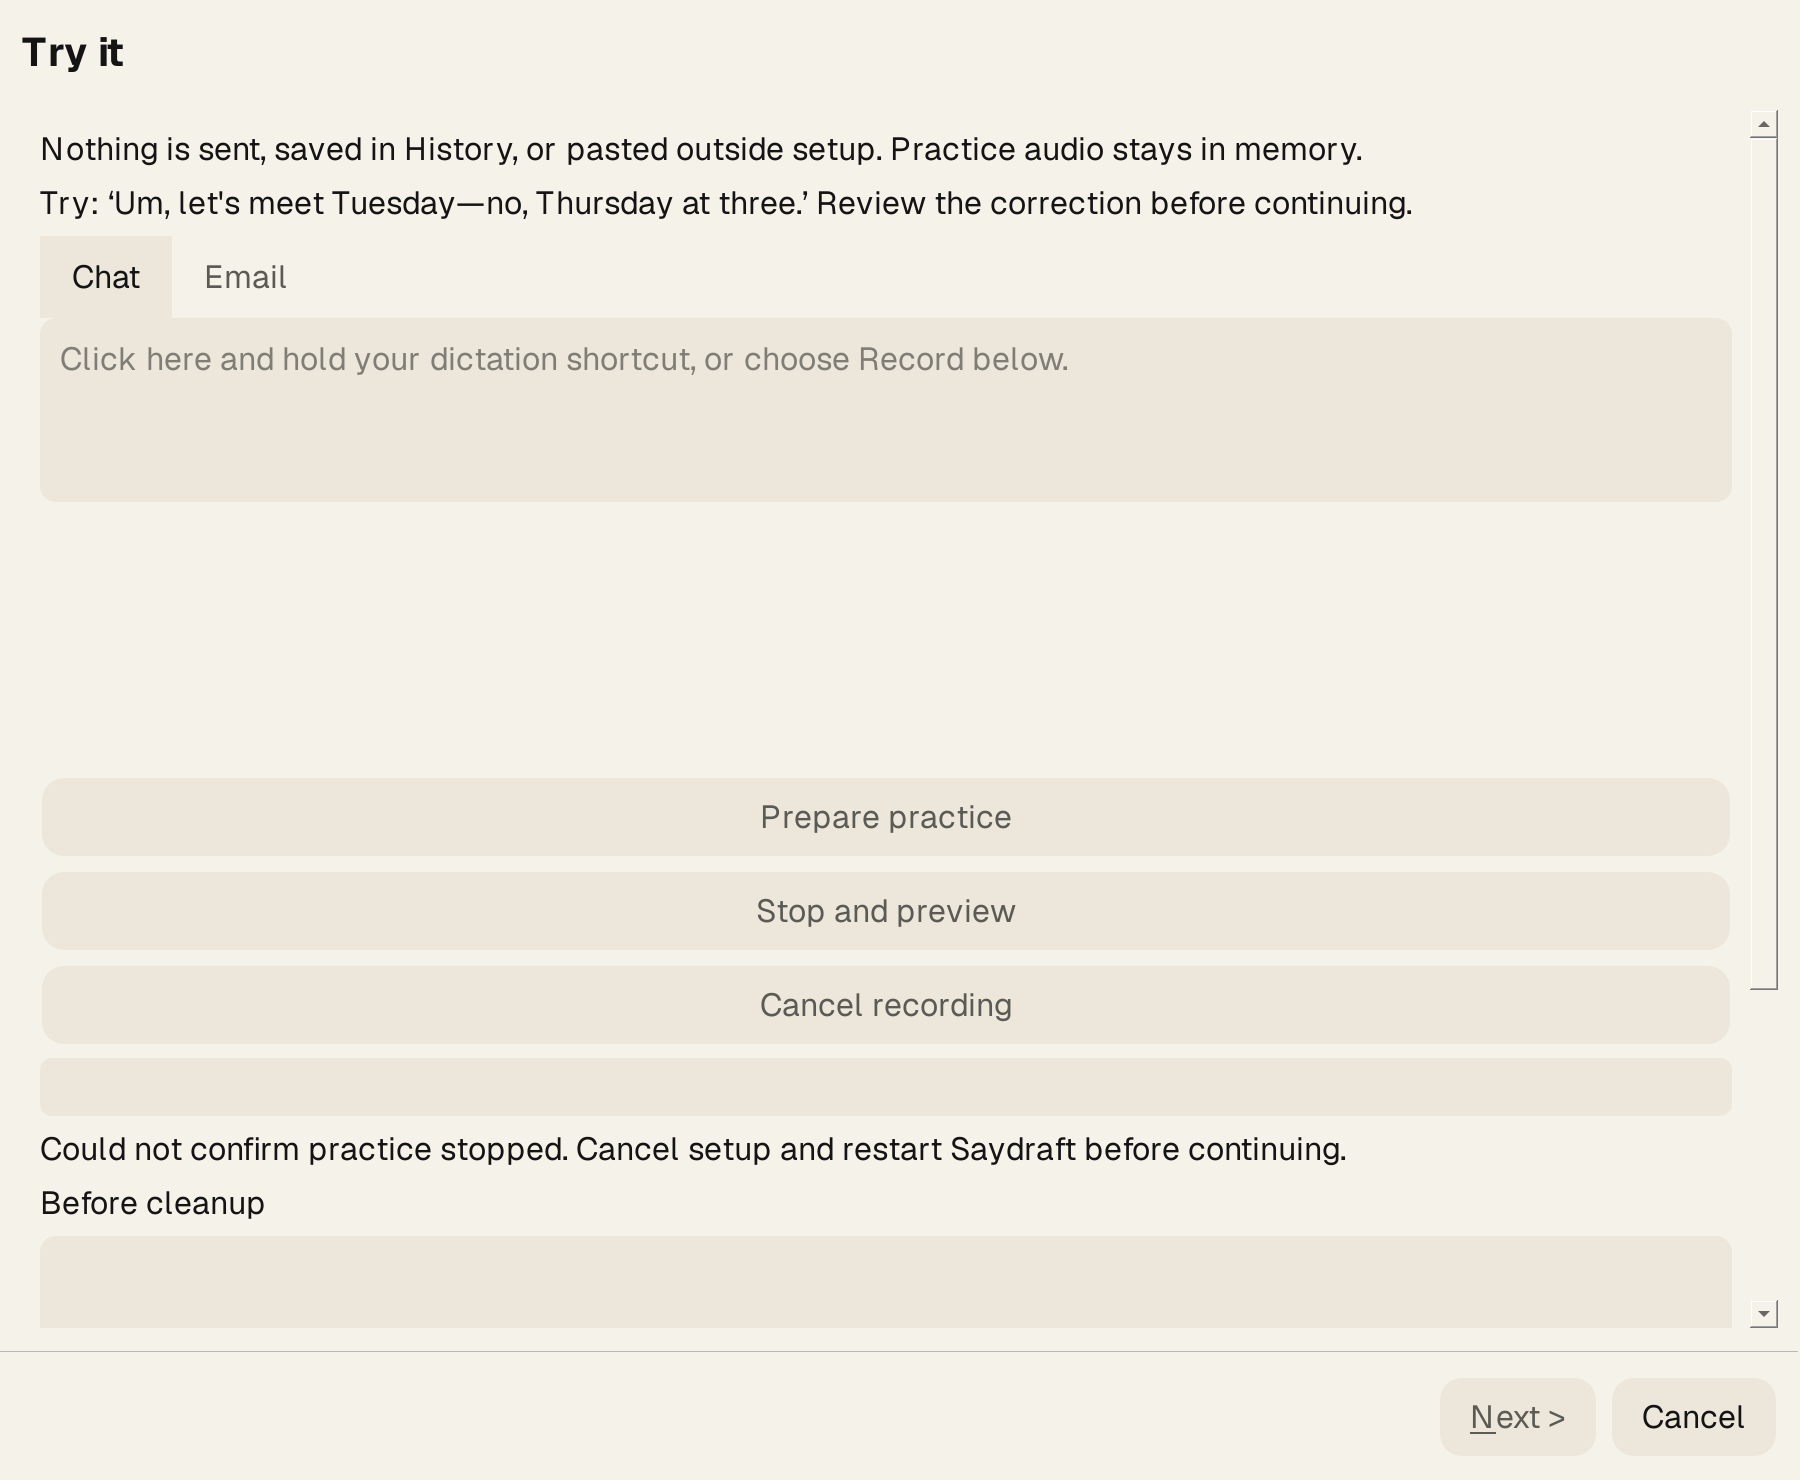 Try it
Nothing is sent, saved in History, or pasted outside setup. Practice audio stays in memory.
Try: ‘Um, let's meet Tuesday—no, Thursday at three.’ Review the correction before continuing.
Chat Email
Click here and hold your dictation shortcut, or choose Record below.
Prepare practice
Stop and preview
Cancel recording
Could not confirm practice stopped. Cancel setup and restart Saydraft before continuing.
Before cleanup
Next > Cancel